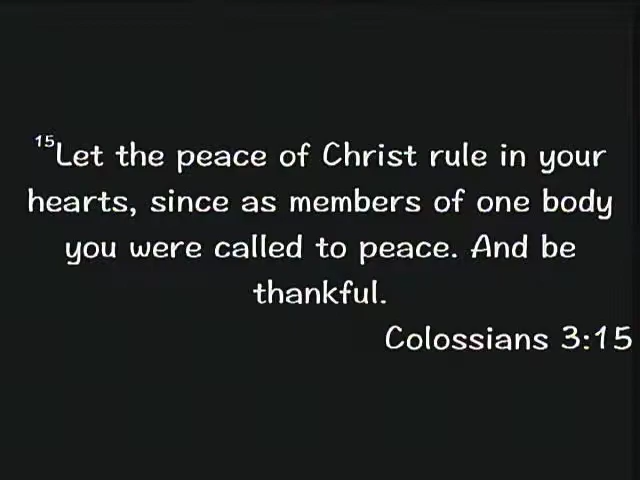 15Let the peace of Christ rule in your
hearts, since as members of one body
you were called to peace. And be
thankful.
Colossians 3:15